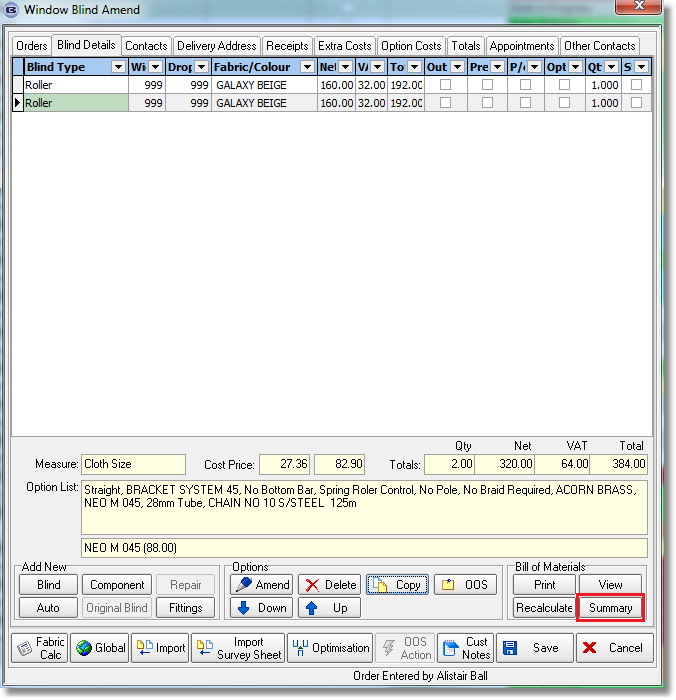 Window Blind Amend
Orders Blind Details Contacts Delivery Address Receipts Extra Costs Option Costs Totals Appointments Other Contacts
Blind Type Wi Drop Fabric/Colour Net VA To Out Pre P/ Opt Qt S
Roller 999 999 GALAXY BEIGE 160.00 32.00 192.00 1.000
Roller 999 999 GALAXY BEIGE 160.00 32.00 192.00 1.000
Qty Net VAT Total
Measure: Cloth Size Cost Price: 27.36 82.90 Totals: 2.00 320.00 64.00 384.00
Option List: Straight, BRACKET SYSTEM 45, No Bottom Bar, Spring Roler Control, No Pole, No Braid Required, ACORN BRASS,
NEO M 045, 28mm Tube, CHAIN NO 10 S/STEEL 125m
NEO M 045 (88.00)
Add New Options Bill of Materials
Blind Component Repair Amend Delete Copy OOS Print View
Auto Original Blind Fittings Down Up Recalculate Summary
Fabric Calc Global Import Import Survey Sheet Optimisation OOS Action Cust Notes Save Cancel
Order Entered by Alistair Ball